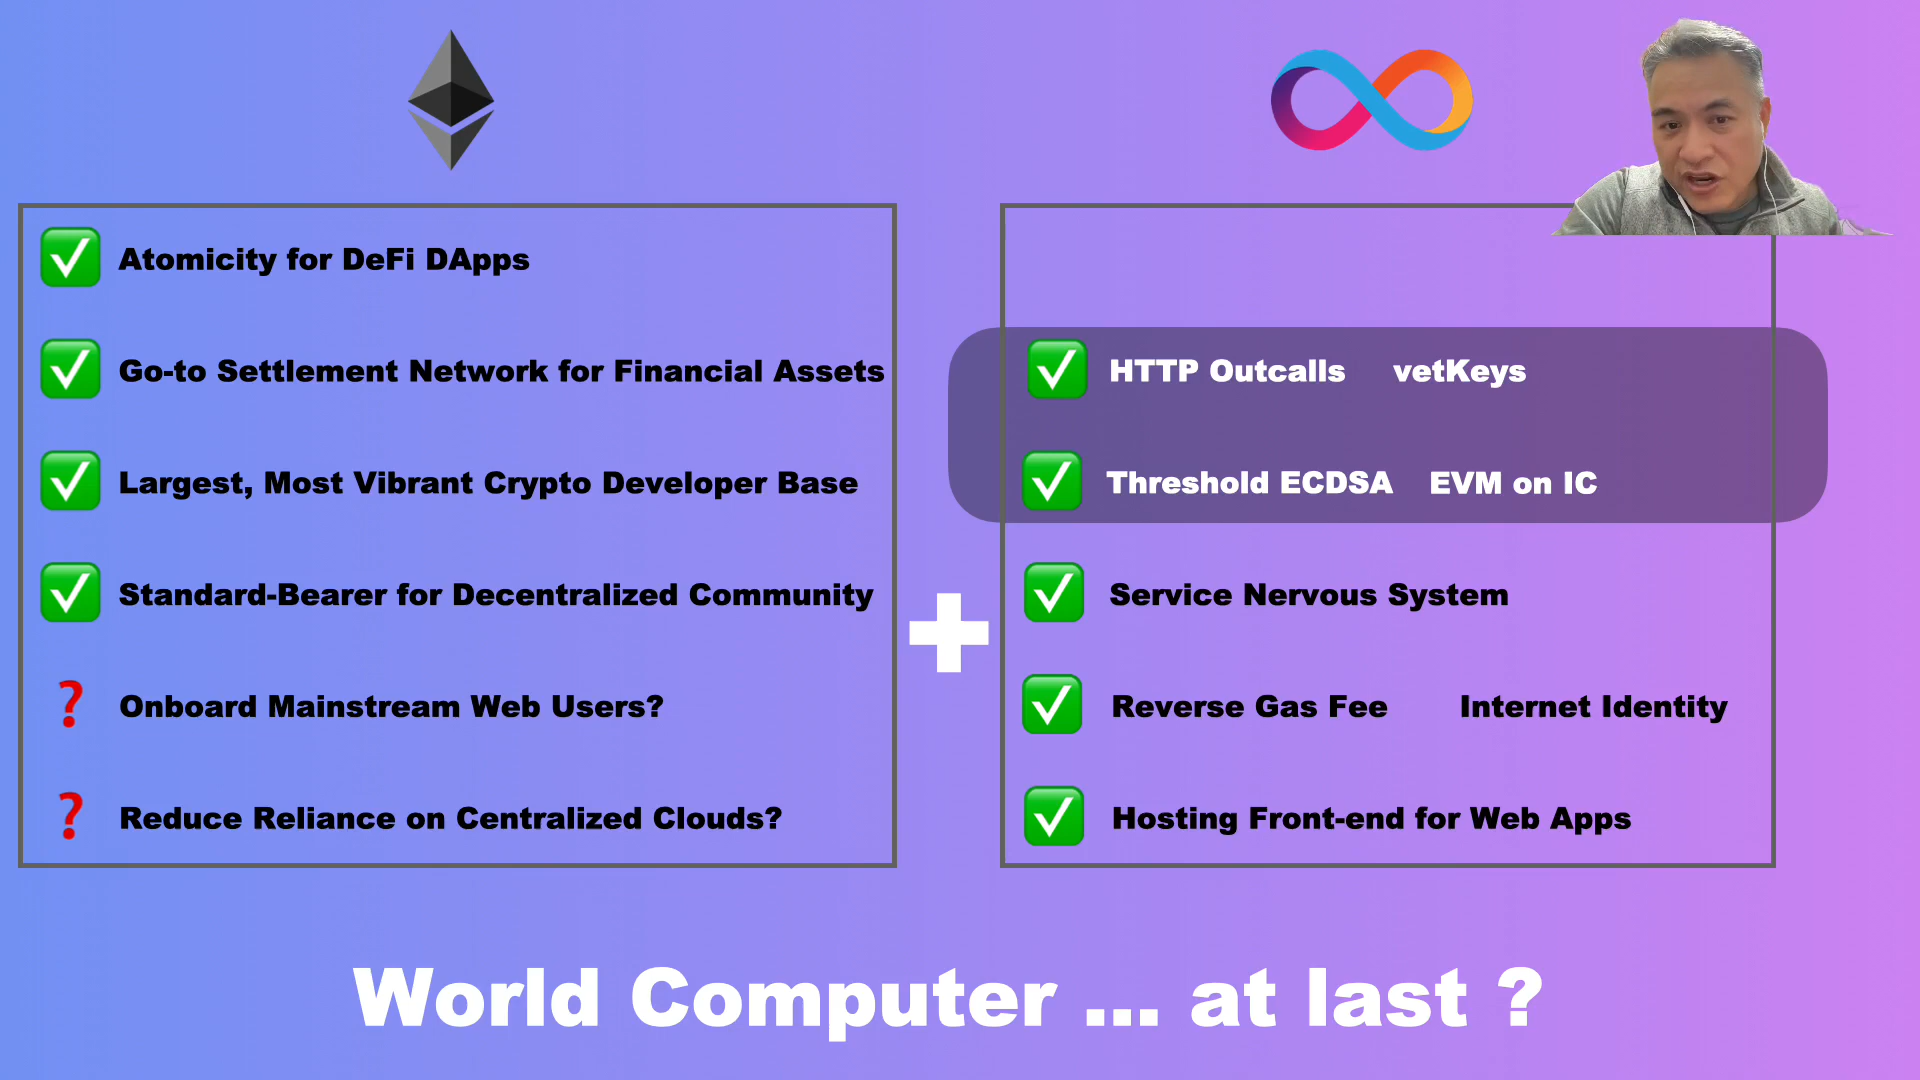 Atomicity for DeFi DApps
Go-to Settlement Network for Financial Assets
Largest, Most Vibrant Crypto Developer Base
Standard-Bearer for Decentralized Community
Onboard Mainstream Web Users?
Reduce Reliance on Centralized Clouds?
HTTP Outcalls vetKeys
Threshold ECDSA EVM on IC
Service Nervous System
Reverse Gas Fee Internet Identity
Hosting Front-end for Web Apps
World Computer ... at last ?